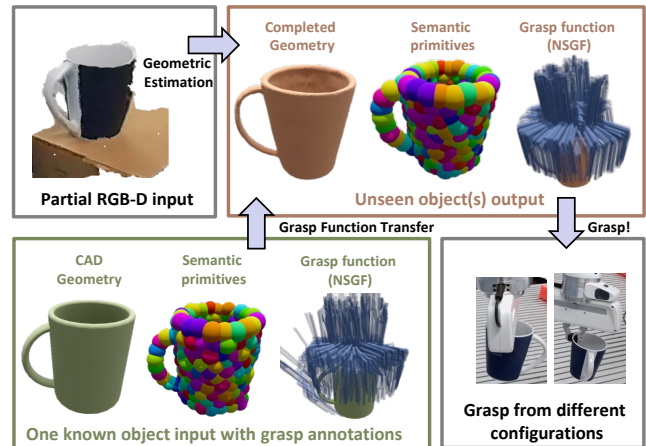 Geometric
Estimation
Partial RGB-D input
Completed
Geometry
Semantic
primitives
Grasp function
(NSGF)
Unseen object(s) output
Grasp Function Transfer
Grasp!
CAD
Geometry
Semantic
primitives
Grasp function
(NSGF)
One known object input with grasp annotations
Grasp from different
configurations